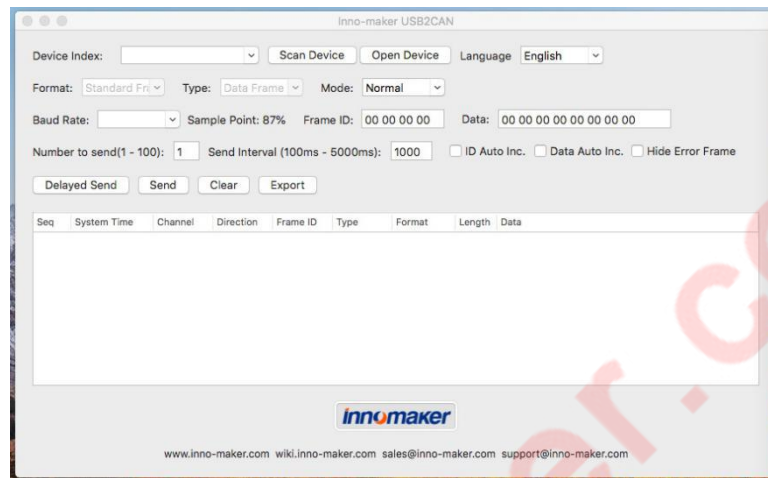 Inno-maker USB2CAN
Device Index: Scan Device Open Device Language English
Format: Standard Fri Type: Data Frame Mode: Normal
Baud Rate: Sample Point: 87% Frame ID: 00 00 00 00 Data: 00 00 00 00 00 00 00 00
Number to send(1 - 100): 1 Send Interval (100ms - 5000ms): 1000 ID Auto Inc. Data Auto Inc. Hide Error Frame
Delayed Send Send Clear Export
Seq System Time Channel Direction Frame ID Type Format Length Data
innomaker
www.inno-maker.com wiki.inno-maker.com sales@inno-maker.com support@inno-maker.com